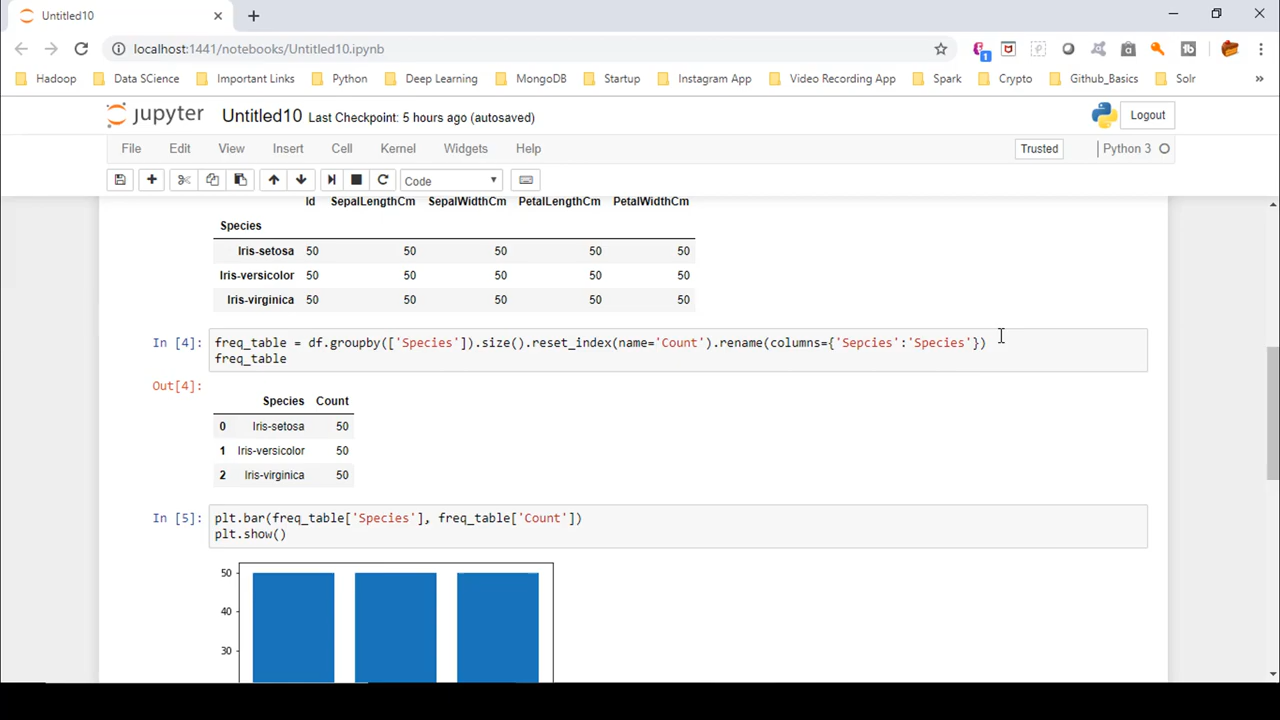 Untitled10
localhost:1441/notebooks/Untitled10.ipynb
1
Hadoop Data SCience Important Links Python Deep Learning MongoDB Startup Instagram App Video Recording App Spark Crypto Github_Basics Solr »
jupyter Untitled10 Last Checkpoint: 5 hours ago (autosaved) Logout
File Edit View Insert Cell Kernel Widgets Help Trusted Python 3
Code
Id SepalLengthCm SepalWidthCm PetalLengthCm PetalWidthCm
Species
Iris-setosa 50 50 50 50 50
Iris-versicolor 50 50 50 50 50
Iris-virginica 50 50 50 50 50
In [4]: freq_table = df.groupby(['Species']).size().reset_index(name='Count').rename(columns={'Sepcies':'Species'})
freq_table
Out[4]:
Species Count
0 Iris-setosa 50
1 Iris-versicolor 50
2 Iris-virginica 50
In [5]: plt.bar(freq_table['Species'], freq_table['Count'])
plt.show()
50
40
30